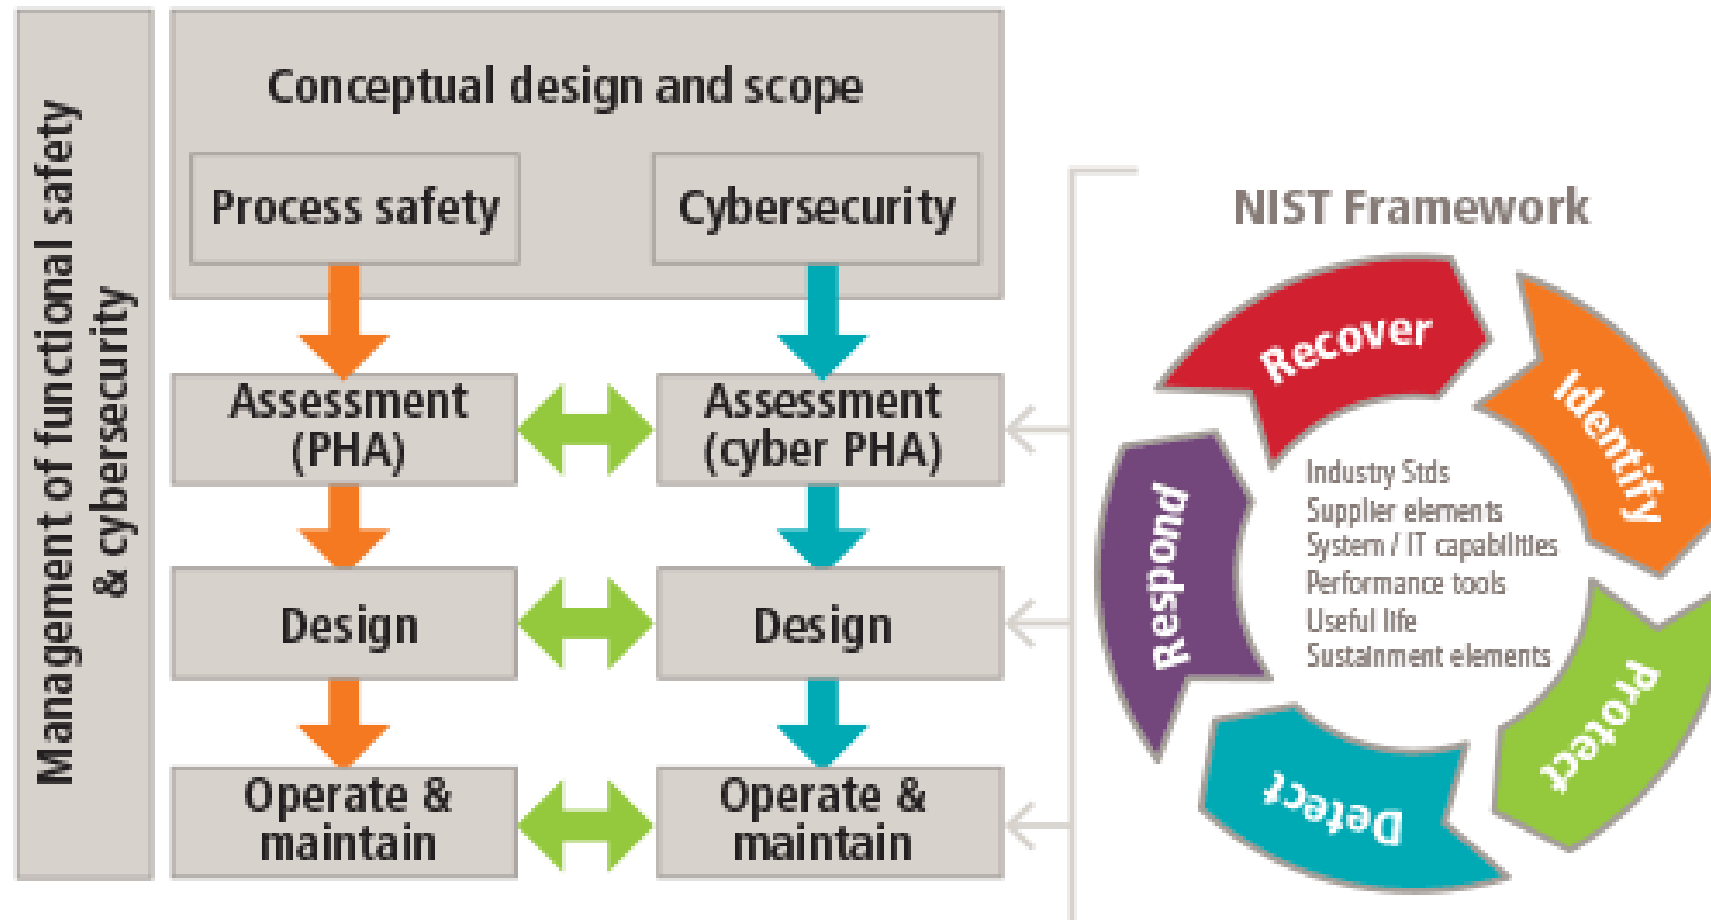 Management of functional safety
& cybersecurity
Conceptual design and scope
Process safety
Cybersecurity
Assessment
(PHA)
Assessment
(cyber PHA)
Design
Design
Operate &
maintain
Operate &
maintain
NIST Framework
Recover
Identify
Protect
Detect
Respond
Industry Stds
Supplier elements
System / IT capabilities
Performance tools
Useful life
Sustainment elements